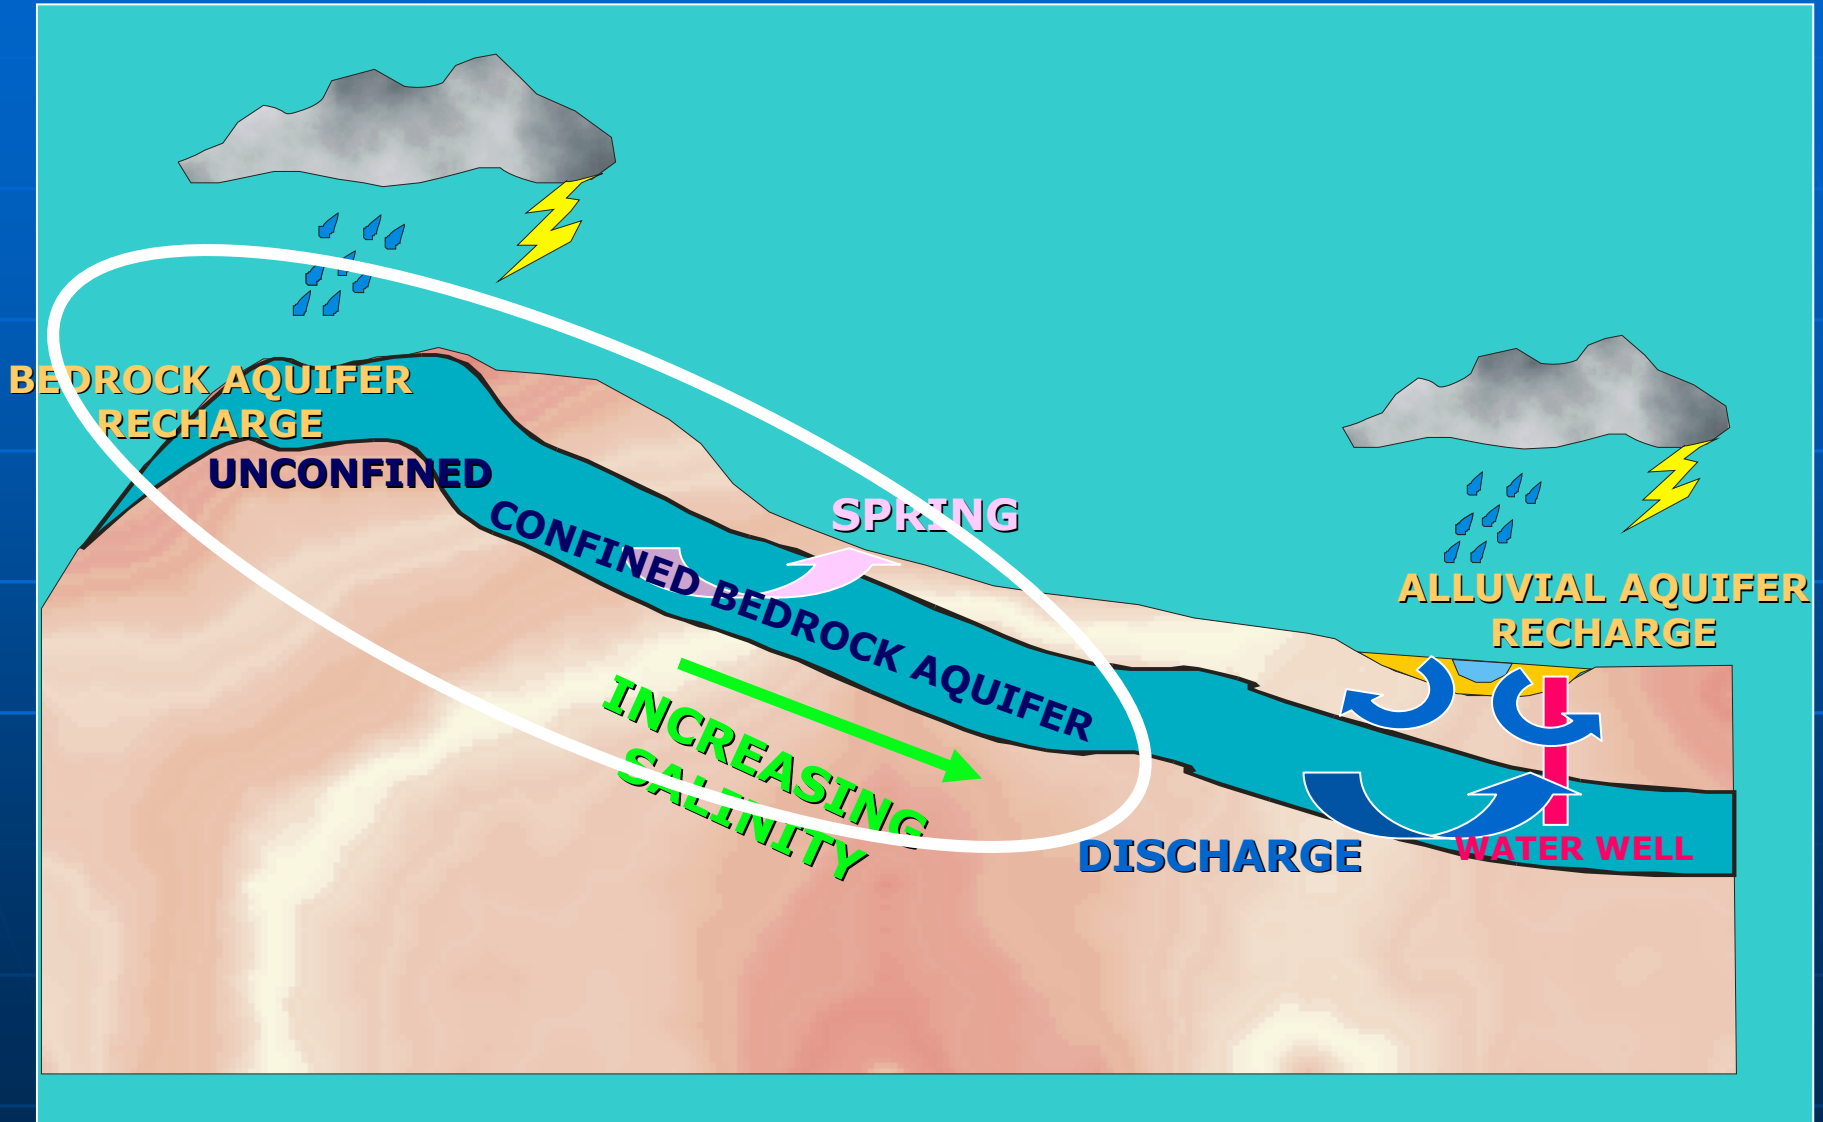 BEDROCK AQUIFER
RECHARGE
UNCONFINED
CONFINED BEDROCK AQUIFER
SPRING
INCREASING
SALINITY
ALLUVIAL AQUIFER
RECHARGE
DISCHARGE
WATER WELL